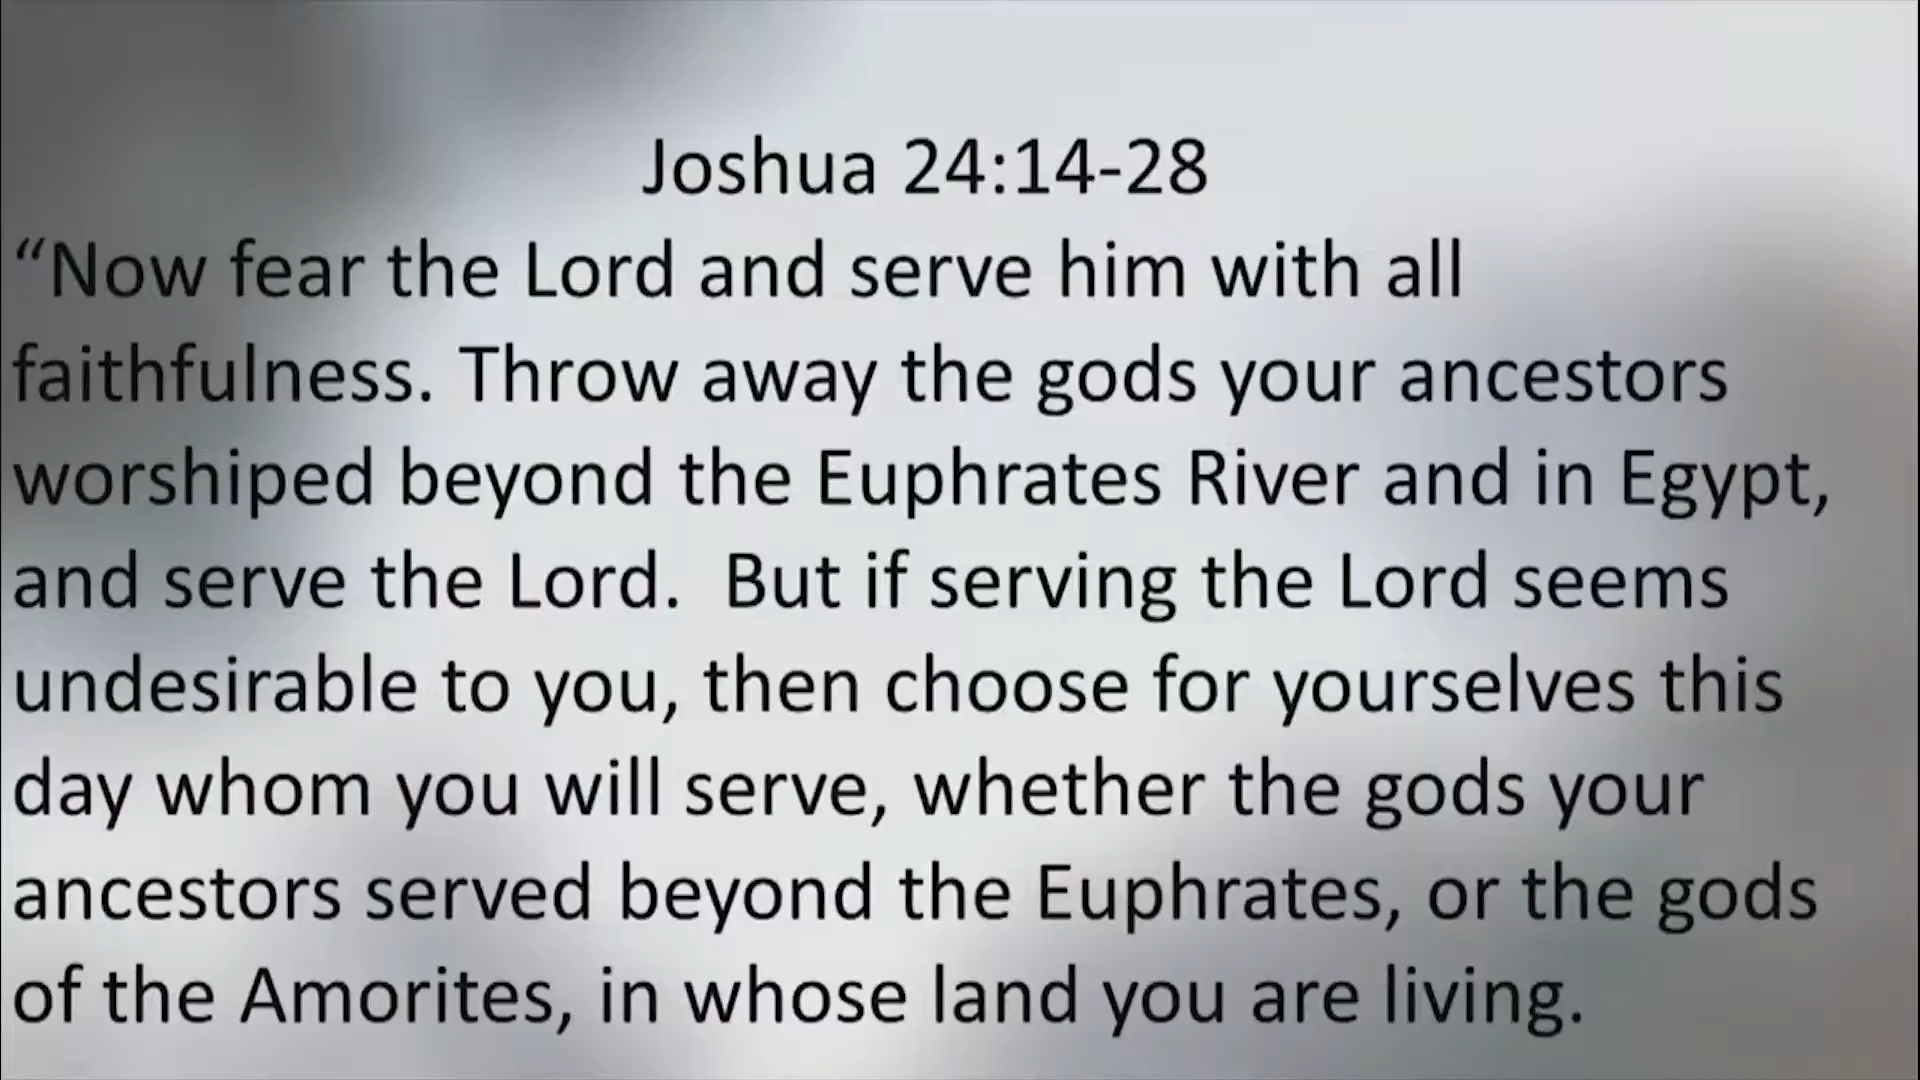 Joshua 24:14-28
“Now fear the Lord and serve him with all
faithfulness. Throw away the gods your ancestors
worshiped beyond the Euphrates River and in Egypt,
and serve the Lord.  But if serving the Lord seems
undesirable to you, then choose for yourselves this
day whom you will serve, whether the gods your
ancestors served beyond the Euphrates, or the gods
of the Amorites, in whose land you are living.